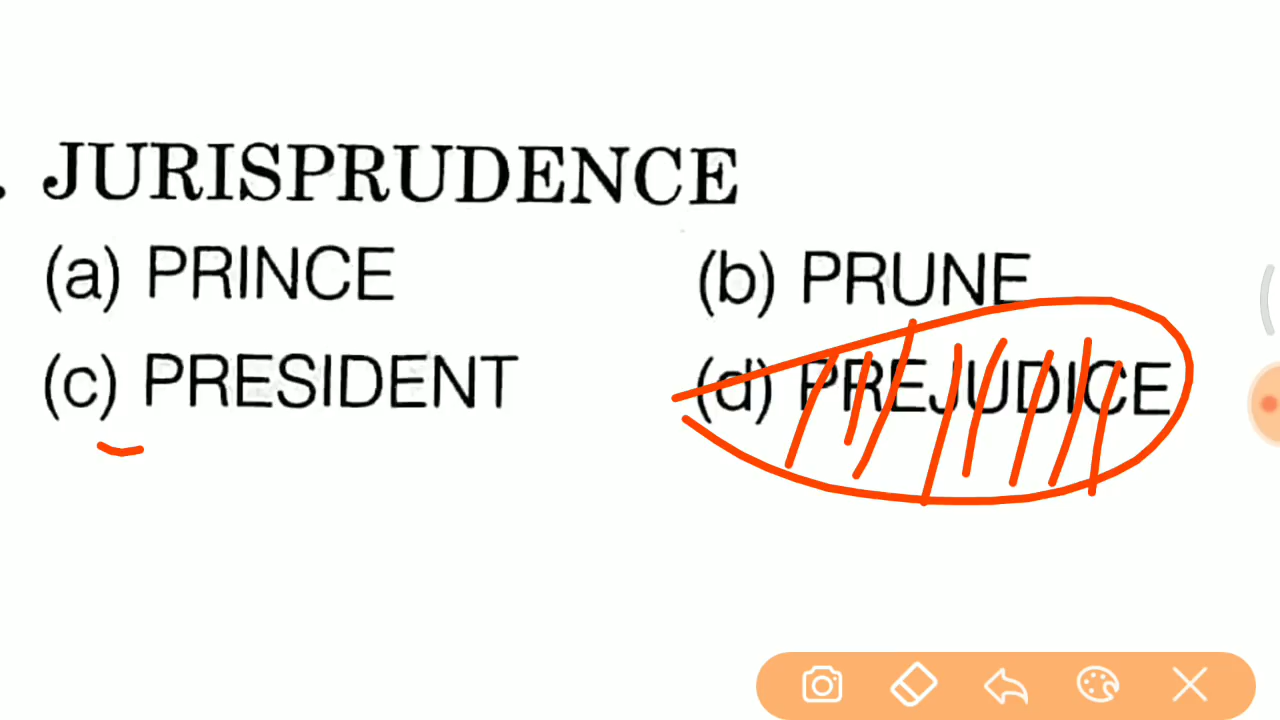 . JURISPRUDENCE
(a) PRINCE (b) PRUNE
(c) PRESIDENT (d) PREJUDICE